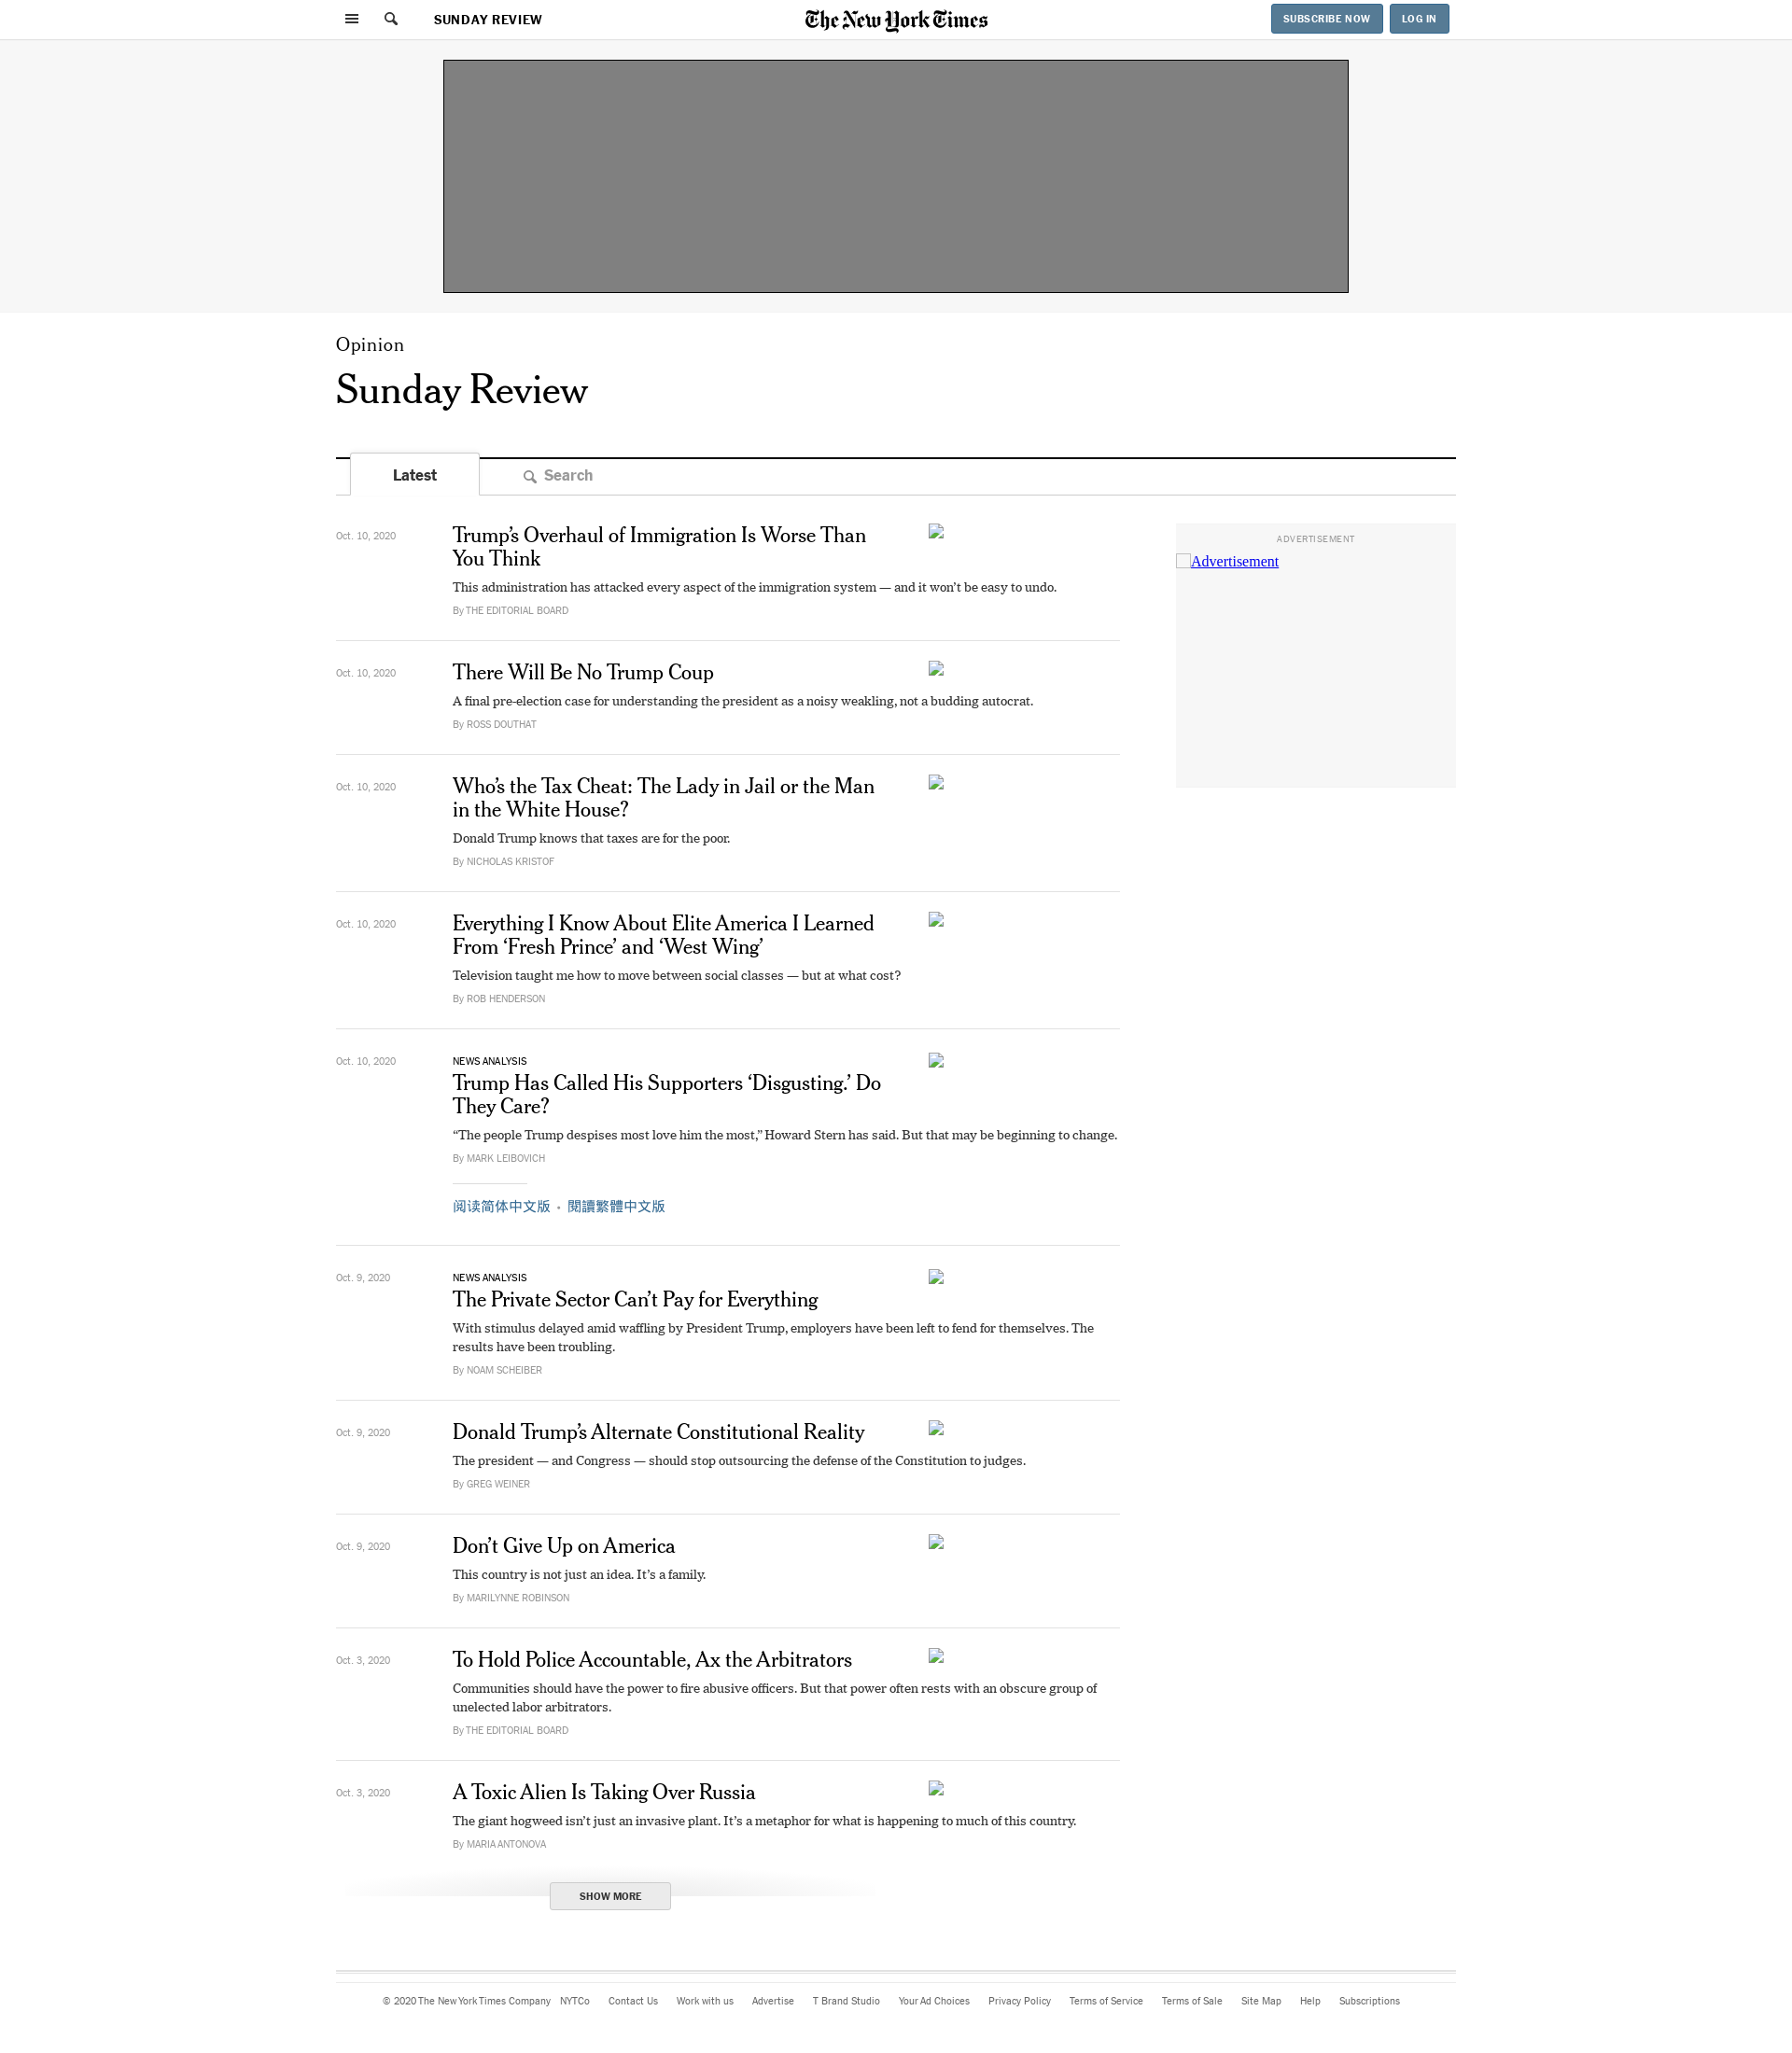 SUNDAY REVIEW
The New York Times
SUBSCRIBE NOW
LOG IN
Opinion
Sunday Review
Latest
Search
Oct. 10, 2020
Trump’s Overhaul of Immigration Is Worse Than
You Think
This administration has attacked every aspect of the immigration system — and it won’t be easy to undo.
By THE EDITORIAL BOARD
ADVERTISEMENT
Advertisement
Oct. 10, 2020
There Will Be No Trump Coup
A final pre-election case for understanding the president as a noisy weakling, not a budding autocrat.
By ROSS DOUTHAT
Oct. 10, 2020
Who’s the Tax Cheat: The Lady in Jail or the Man
in the White House?
Donald Trump knows that taxes are for the poor.
By NICHOLAS KRISTOF
Oct. 10, 2020
Everything I Know About Elite America I Learned
From ‘Fresh Prince’ and ‘West Wing’
Television taught me how to move between social classes — but at what cost?
By ROB HENDERSON
Oct. 10, 2020
NEWS ANALYSIS
Trump Has Called His Supporters ‘Disgusting.’ Do
They Care?
“The people Trump despises most love him the most,” Howard Stern has said. But that may be beginning to change.
By MARK LEIBOVICH
阅读简体中文版 • 閱讀繁體中文版
Oct. 9, 2020
NEWS ANALYSIS
The Private Sector Can’t Pay for Everything
With stimulus delayed amid waffling by President Trump, employers have been left to fend for themselves. The
results have been troubling.
By NOAM SCHEIBER
Oct. 9, 2020
Donald Trump’s Alternate Constitutional Reality
The president — and Congress — should stop outsourcing the defense of the Constitution to judges.
By GREG WEINER
Oct. 9, 2020
Don’t Give Up on America
This country is not just an idea. It’s a family.
By MARILYNNE ROBINSON
Oct. 3, 2020
To Hold Police Accountable, Ax the Arbitrators
Communities should have the power to fire abusive officers. But that power often rests with an obscure group of
unelected labor arbitrators.
By THE EDITORIAL BOARD
Oct. 3, 2020
A Toxic Alien Is Taking Over Russia
The giant hogweed isn’t just an invasive plant. It’s a metaphor for what is happening to much of this country.
By MARIA ANTONOVA
SHOW MORE
© 2020 The New York Times Company NYTCo Contact Us Work with us Advertise T Brand Studio Your Ad Choices Privacy Policy Terms of Service Terms of Sale Site Map Help Subscriptions